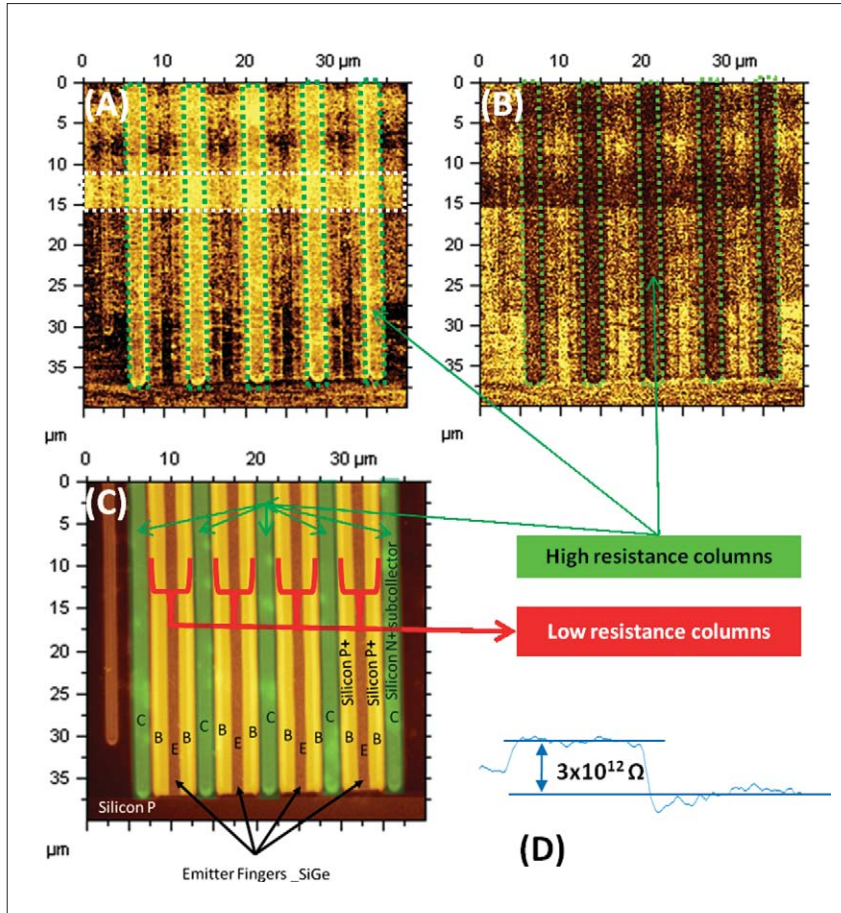 0 10 20 30 µm
0 10 20 30 µm
(A)
0
5
10
15
20
25
30
35
µm
(B)
0
5
10
15
20
25
30
35
µm
0 10 20 30 µm
(C)
0
5
10
15
20
25
30
35
µm
High resistance columns
Low resistance columns
Silicon P+
Silicon P+
Silicon N+ subcollector
C B E B C B E B C B E B C B E B C
Silicon P
Emitter Fingers _SiGe
3x10¹² Ω
(D)